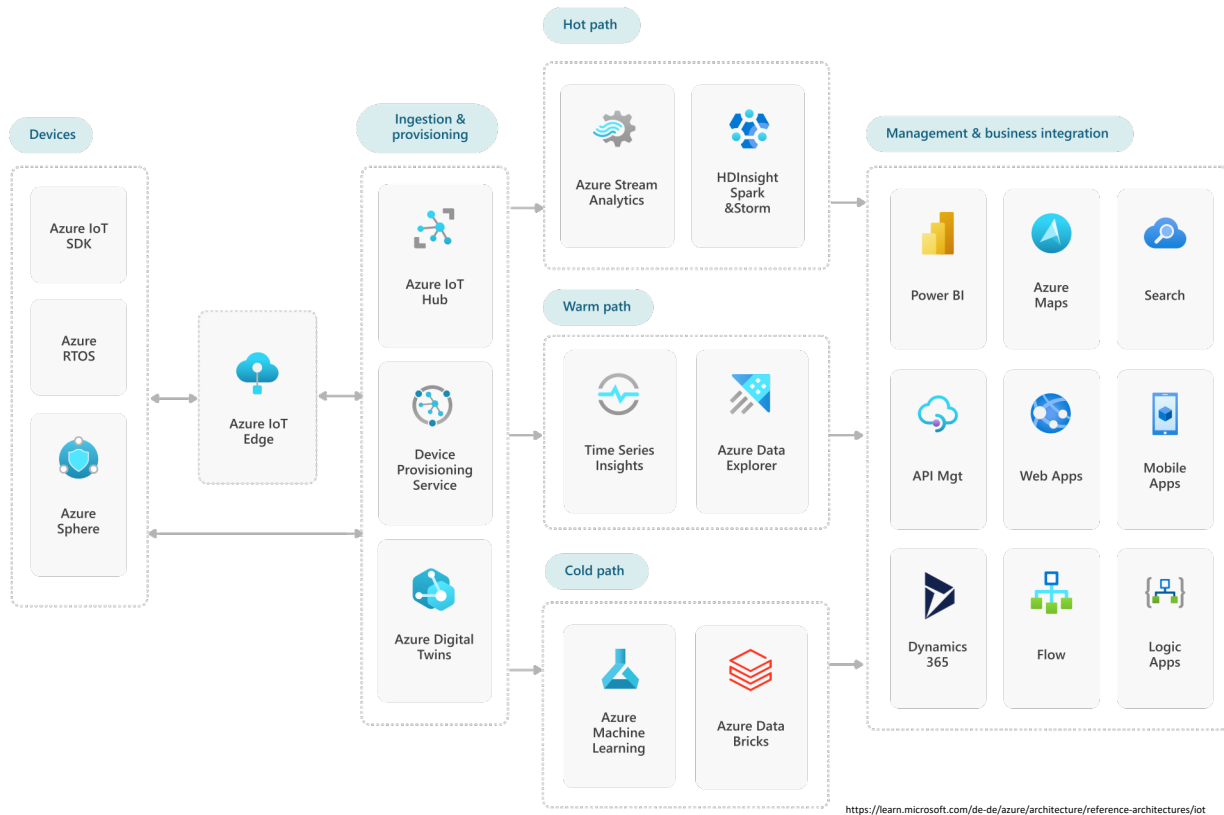 Devices
Azure IoT
SDK
Azure
RTOS
Azure
Sphere
Azure IoT
Edge
Ingestion &
provisioning
Azure IoT
Hub
Device
Provisioning
Service
Azure Digital
Twins
Hot path
Azure Stream
Analytics
HDInsight
Spark
&Storm
Warm path
Time Series
Insights
Azure Data
Explorer
Cold path
Azure
Machine
Learning
Azure Data
Bricks
Management & business integration
Power BI
Azure
Maps
Search
API Mgt
Web Apps
Mobile
Apps
Dynamics
365
Flow
Logic
Apps
https://learn.microsoft.com/de-de/azure/architecture/reference-architectures/iot